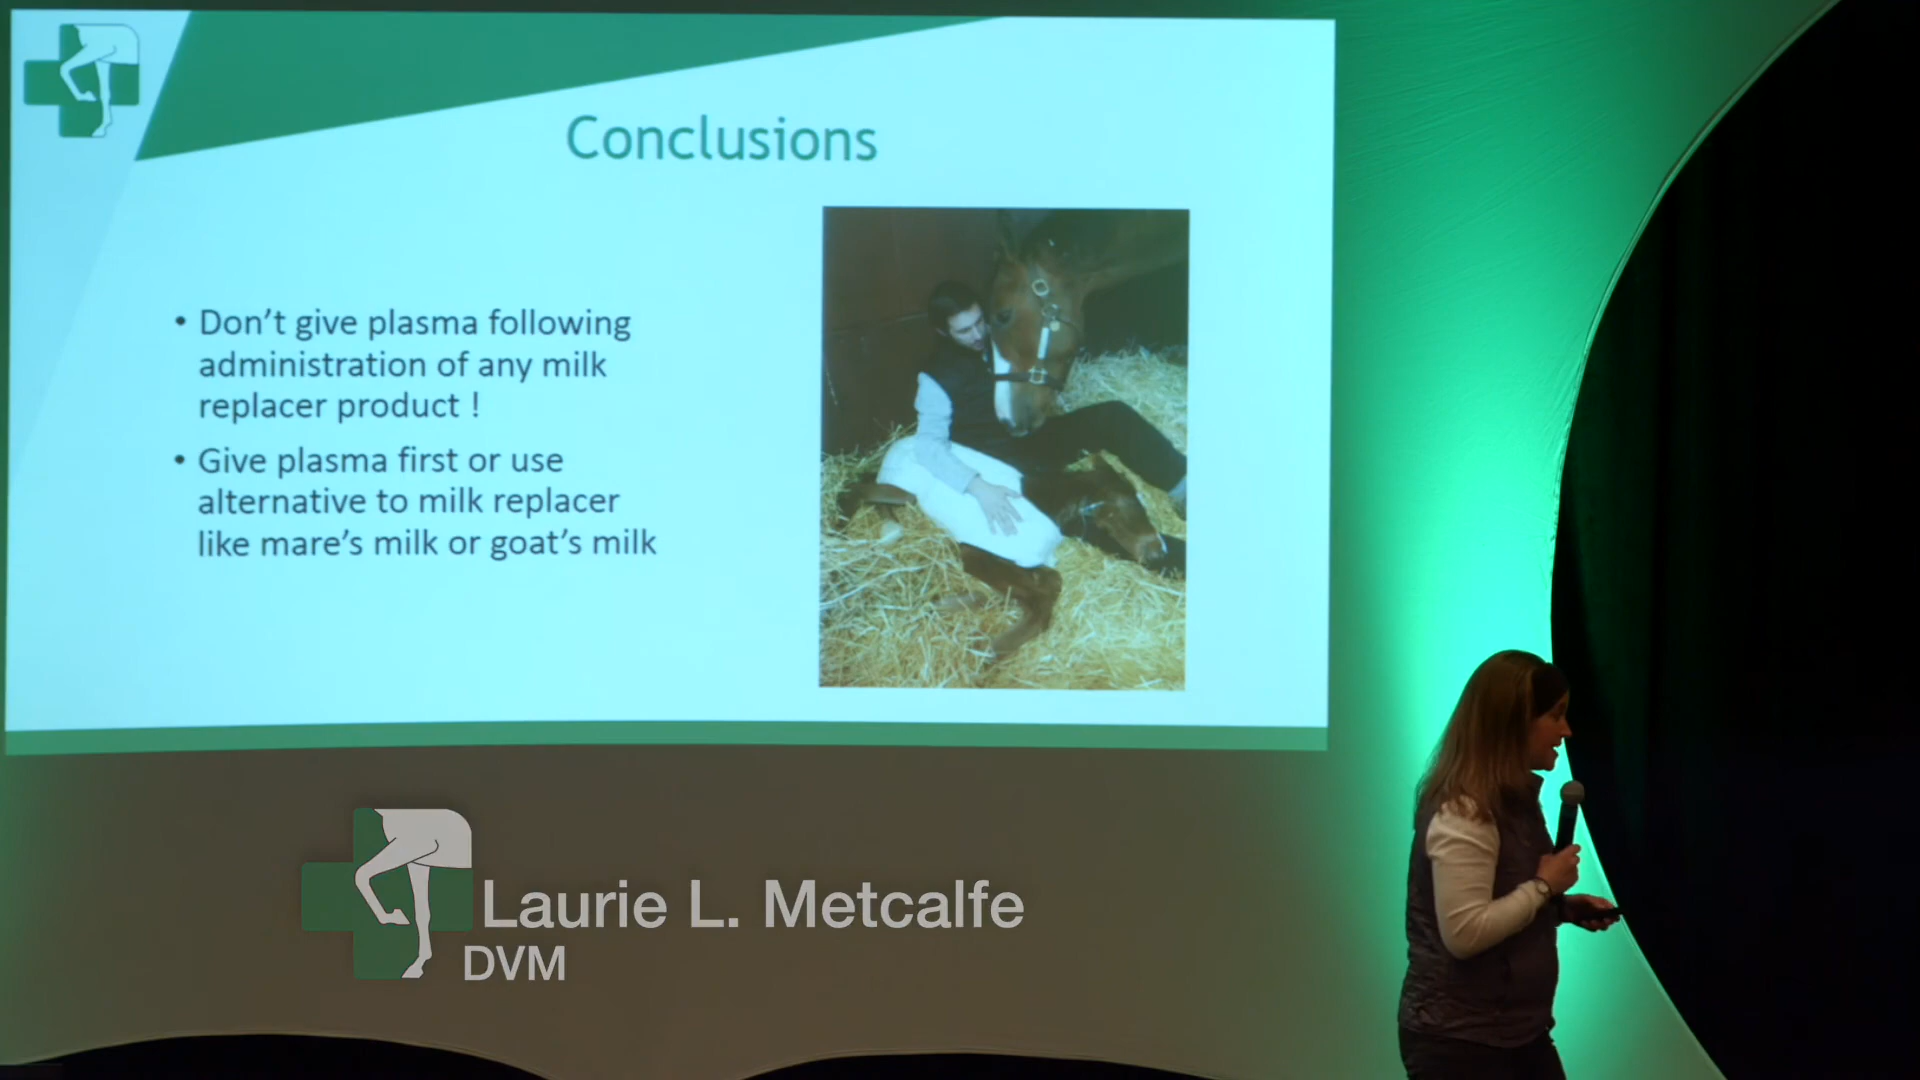 Conclusions
• Don't give plasma following
administration of any milk
replacer product !
• Give plasma first or use
alternative to milk replacer
like mare's milk or goat's milk
Laurie L. Metcalfe
DVM